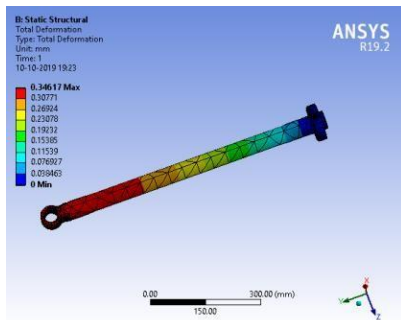 B: Static Structural
Total Deformation
Type: Total Deformation
Unit: mm
Time: 1
10-10-2019 19:23
ANSYS
R19.2
0.34617 Max
0.30771
0.26924
0.23078
0.19232
0.15385
0.11539
0.076927
0.038463
0 Min
0.00
300.00 (mm)
150.00
X
Y
Z